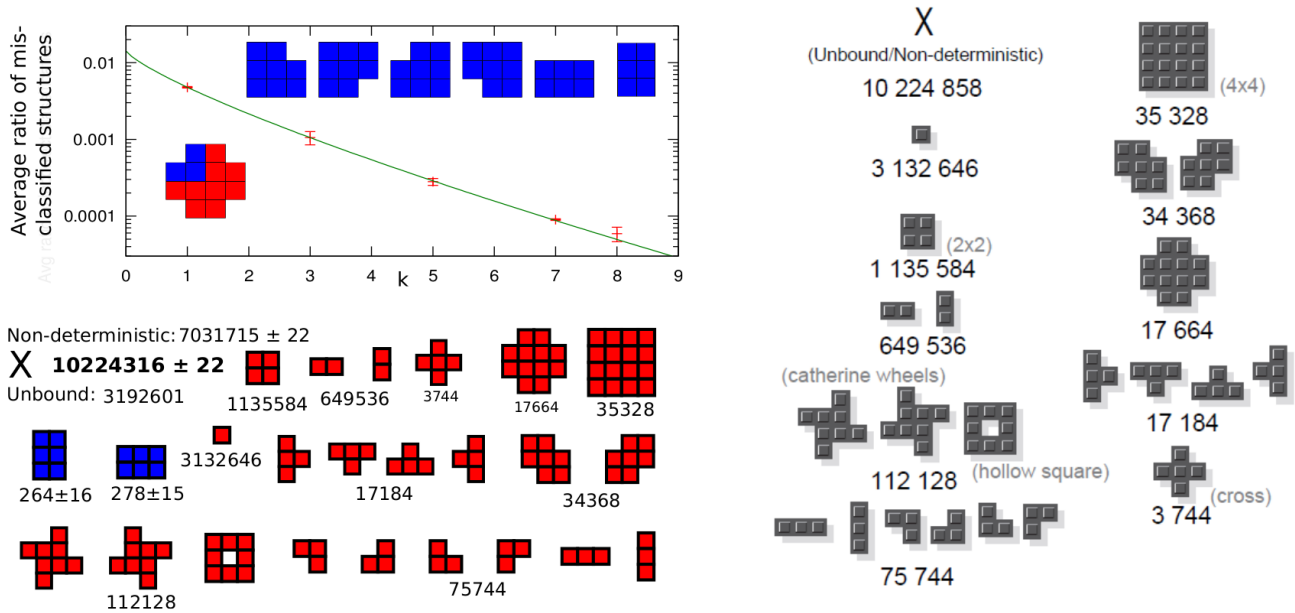 Average ratio of mis-
classified structures
Avg ra
0.01
0.001
0.0001
0 1 2 3 4 5 6 7 8 9
k
Non-deterministic: 7031715 ± 22
X 10224316 ± 22
Unbound: 3192601
1135584
649536
3744
17664
35328
264±16
278±15
3132646
17184
34368
112128
75744
X
(Unbound/Non-deterministic)
10 224 858
3 132 646
(2x2)
1 135 584
649 536
(catherine wheels)
(hollow square)
112 128
75 744
(4x4)
35 328
34 368
17 664
17 184
(cross)
3 744